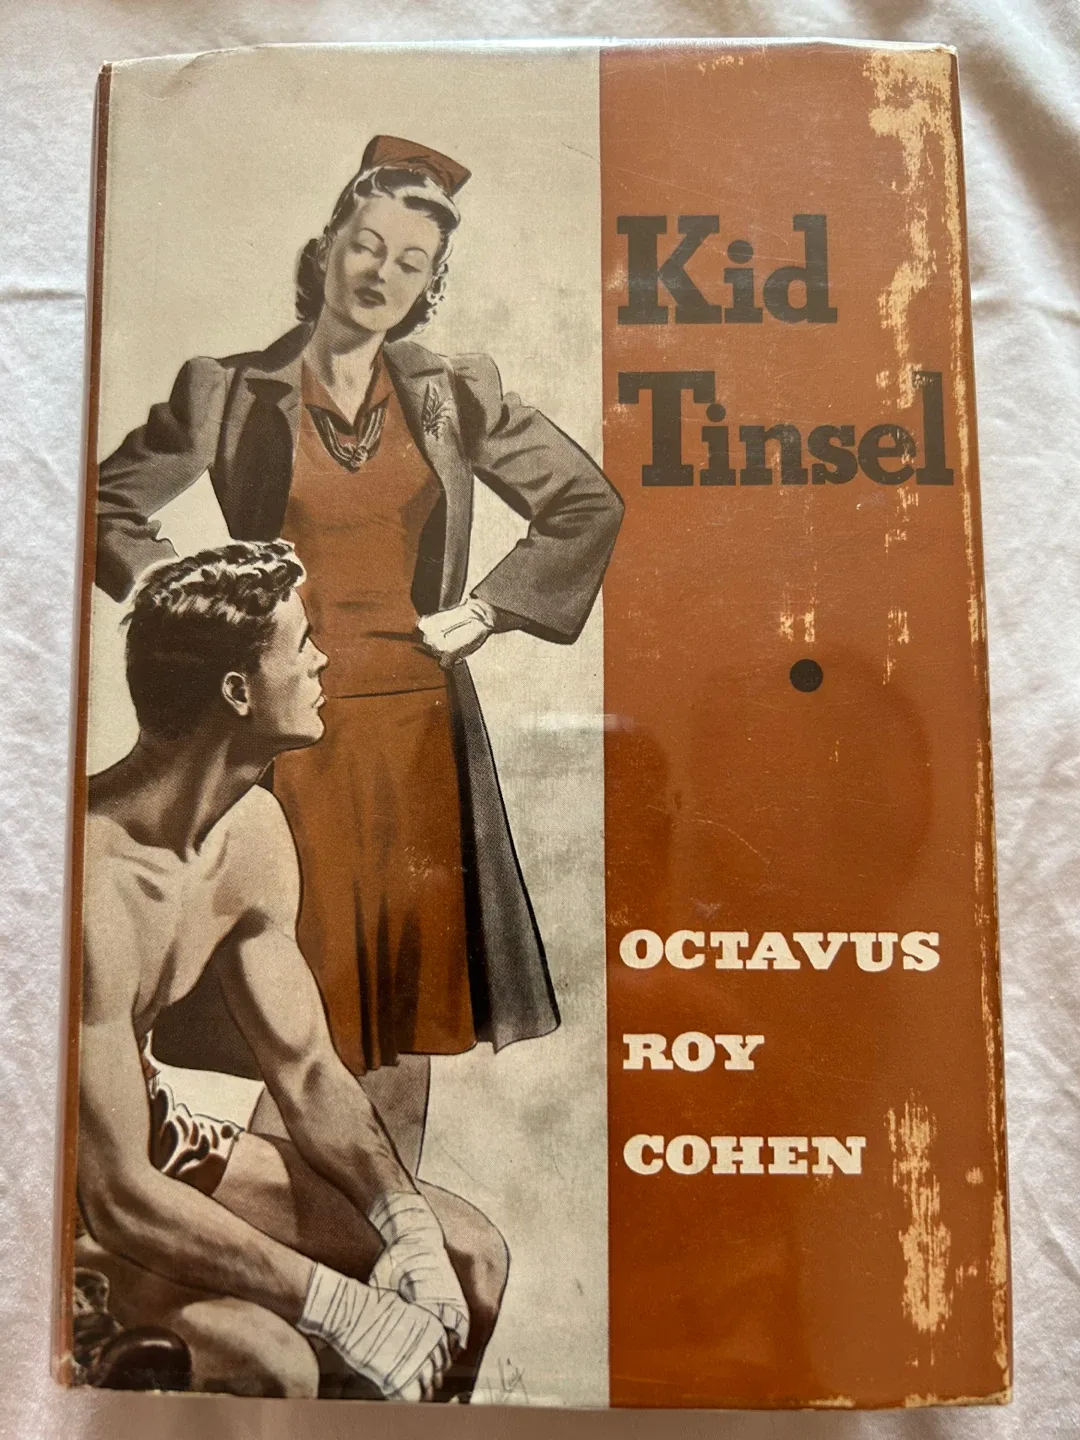 Kid
Tinsel
OCTAVUS
ROY
COHEN